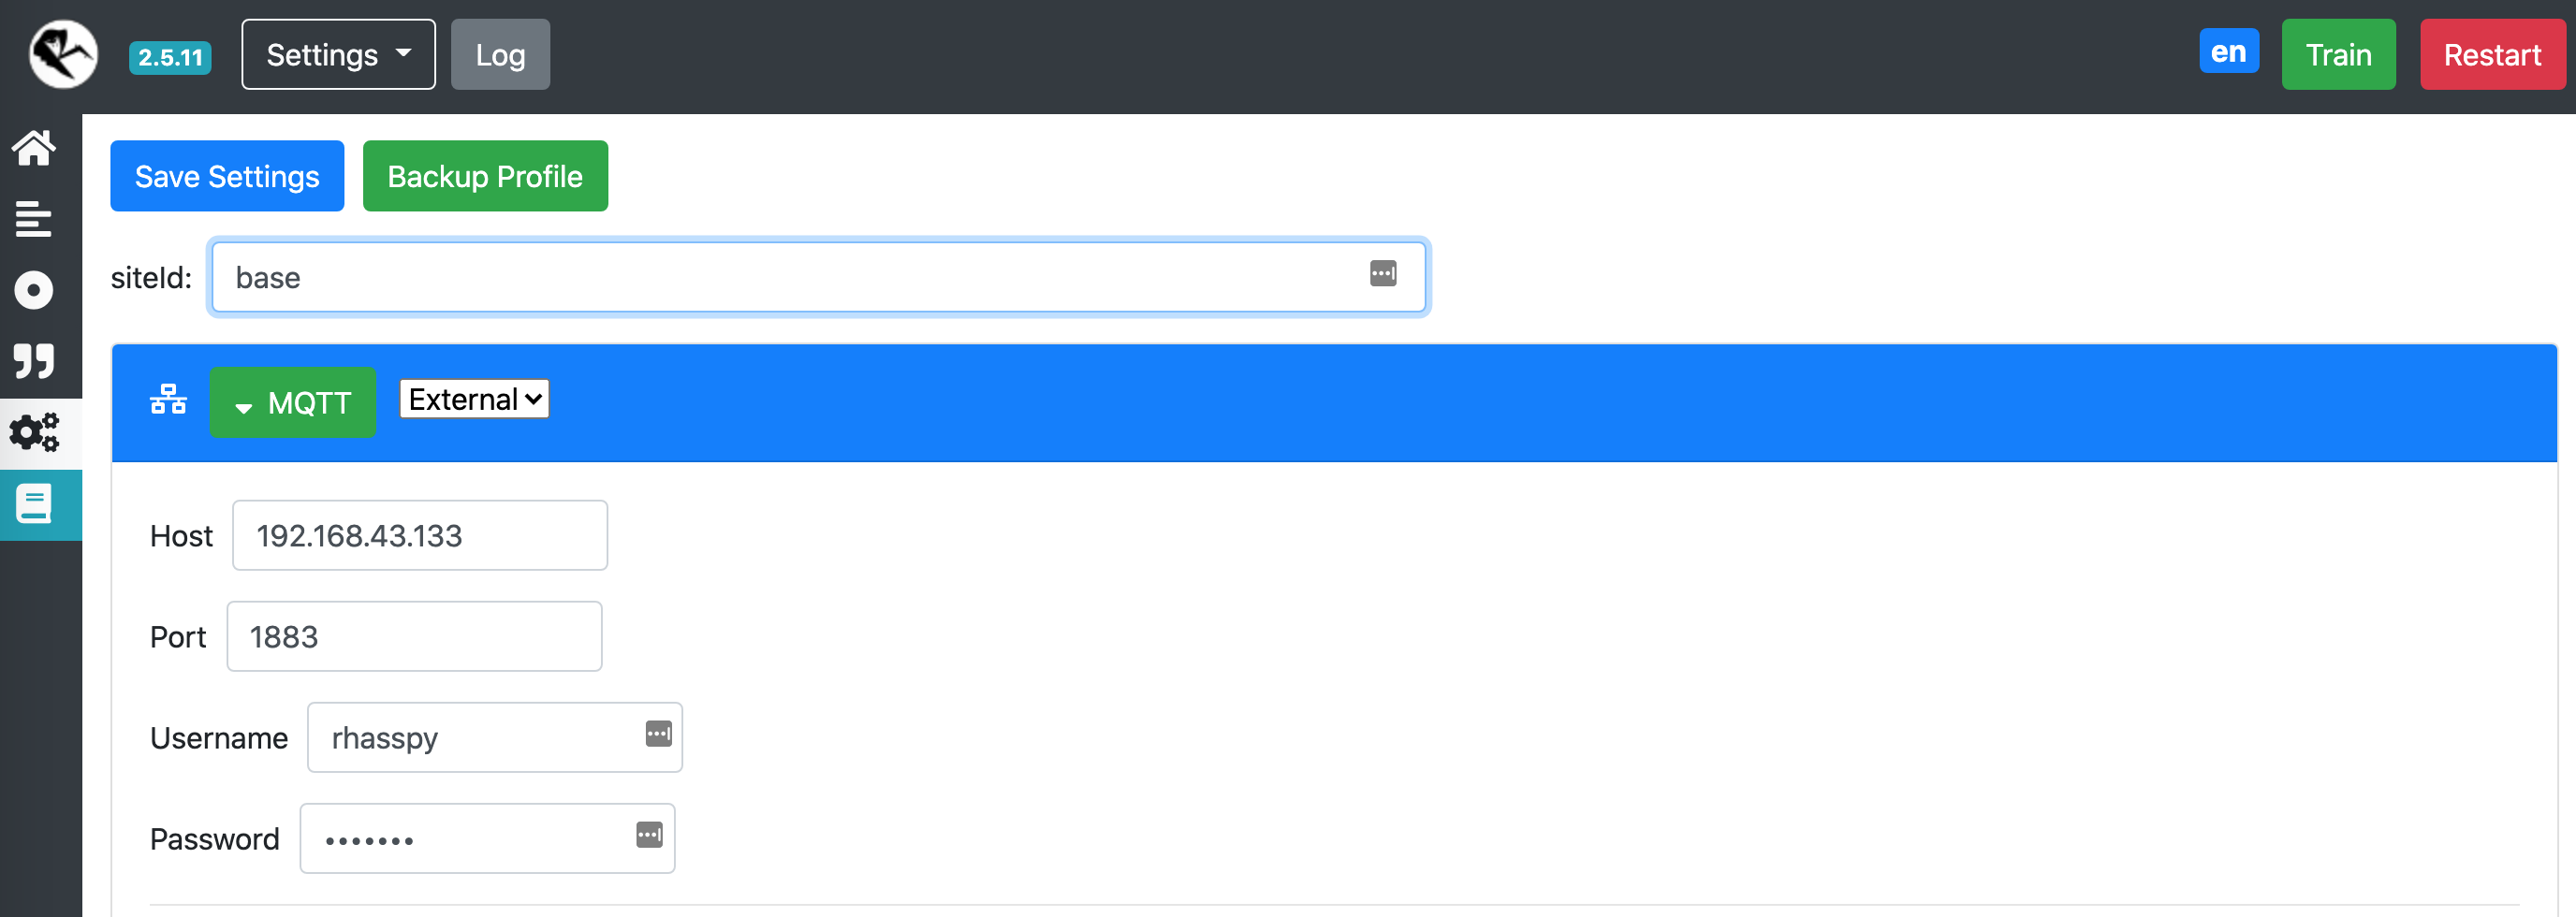 2.5.11 Settings Log en Train Restart
Save Settings Backup Profile
siteId: base
MQTT External
Host 192.168.43.133
Port 1883
Username rhasspy
Password •••••••